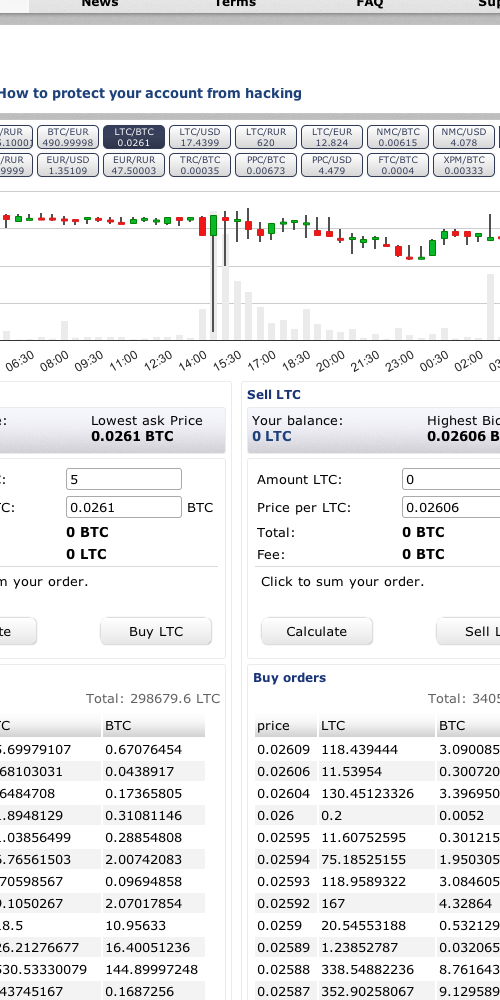 News Terms FAQ Sup
How to protect your account from hacking
/RUR BTC/EUR LTC/BTC LTC/USD LTC/RUR LTC/EUR NMC/BTC NMC/USD
5.10001 490.99998 0.0261 17.4399 620 12.824 0.00615 4.078
/RUR EUR/USD EUR/RUR TRC/BTC PPC/BTC PPC/USD FTC/BTC XPM/BTC
9999 1.35109 47.50003 0.00035 0.00673 4.479 0.0004 0.00333
06:30 08:00 09:30 11:00 12:30 14:00 15:30 17:00 18:30 20:00 21:30 23:00 00:30 02:00 03
Sell LTC
e: Lowest ask Price Your balance: Highest Bid
0.0261 BTC 0 LTC 0.02606 B
C: 5 Amount LTC: 0
TC: 0.0261 BTC Price per LTC: 0.02606
0 BTC Total: 0 BTC
0 LTC Fee: 0 BTC
m your order. Click to sum your order.
te Buy LTC Calculate Sell L
Buy orders
Total: 298679.6 LTC Total: 3405
TC BTC price LTC BTC
5.69979107 0.67076454 0.02609 118.439444 3.090085
68103031 0.0438917 0.02606 11.53954 0.300720
6484708 0.17365805 0.02604 130.45123326 3.396950
.8948129 0.31081146 0.026 0.2 0.0052
.03856499 0.28854808 0.02595 11.60752595 0.301215
6.76561503 2.00742083 0.02594 75.18525155 1.950305
70598567 0.09694858 0.02593 118.9589322 3.084605
9.1050267 2.07017854 0.02592 167 4.32864
8.5 10.95633 0.0259 20.54553188 0.532129
26.21276677 16.40051236 0.02589 1.23852787 0.032065
530.53330079 144.89997248 0.02588 338.54882236 8.761643
43745167 0.1687256 0.02587 352.90258067 9.129589